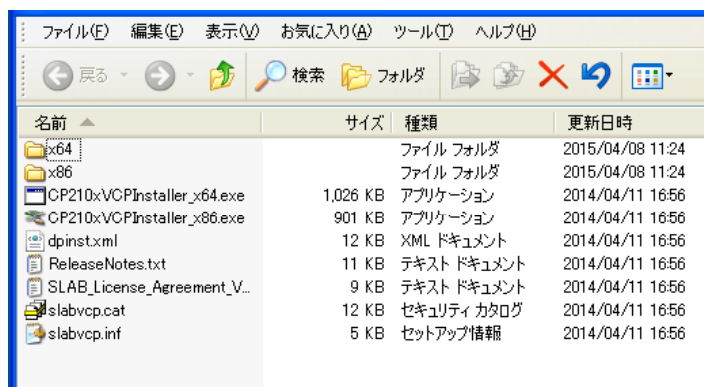 ファイル(F) 編集(E) 表示(V) お気に入り(A) ツール(T) ヘルプ(H)
戻る 検索 フォルダ
名前 サイズ 種類 更新日時
x64 ファイル フォルダ 2015/04/08 11:24
x86 ファイル フォルダ 2015/04/08 11:24
CP210xVCPInstaller_x64.exe 1,026 KB アプリケーション 2014/04/11 16:56
CP210xVCPInstaller_x86.exe 901 KB アプリケーション 2014/04/11 16:56
dpinst.xml 12 KB XML ドキュメント 2014/04/11 16:56
ReleaseNotes.txt 11 KB テキスト ドキュメント 2014/04/11 16:56
SLAB_License_Agreement_V... 9 KB テキスト ドキュメント 2014/04/11 16:56
slabvcp.cat 12 KB セキュリティ カタログ 2014/04/11 16:56
slabvcp.inf 5 KB セットアップ情報 2014/04/11 16:56